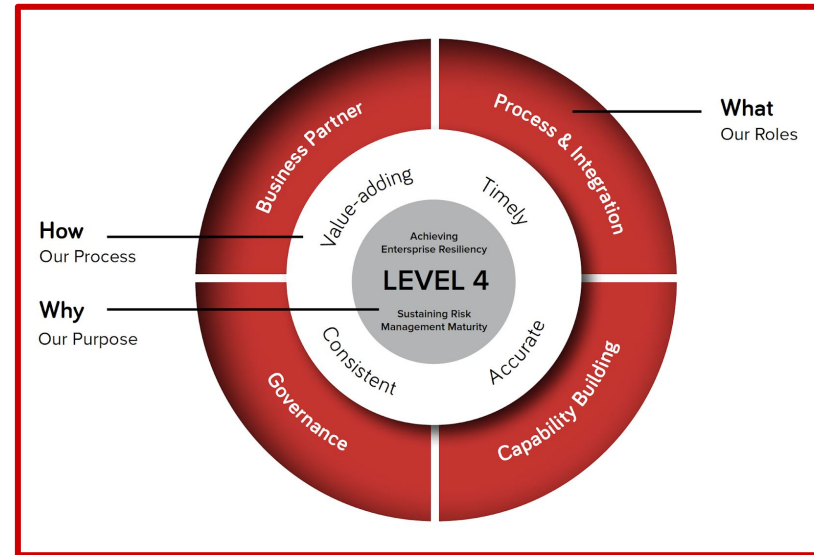 Business Partner
Process & Integration
What
Our Roles
Value-adding
Timely
How
Our Process
Achieving
Entersprise Resiliency
LEVEL 4
Why
Our Purpose
Sustaining Risk
Management Maturity
Consistent
Accurate
Governance
Capability Building